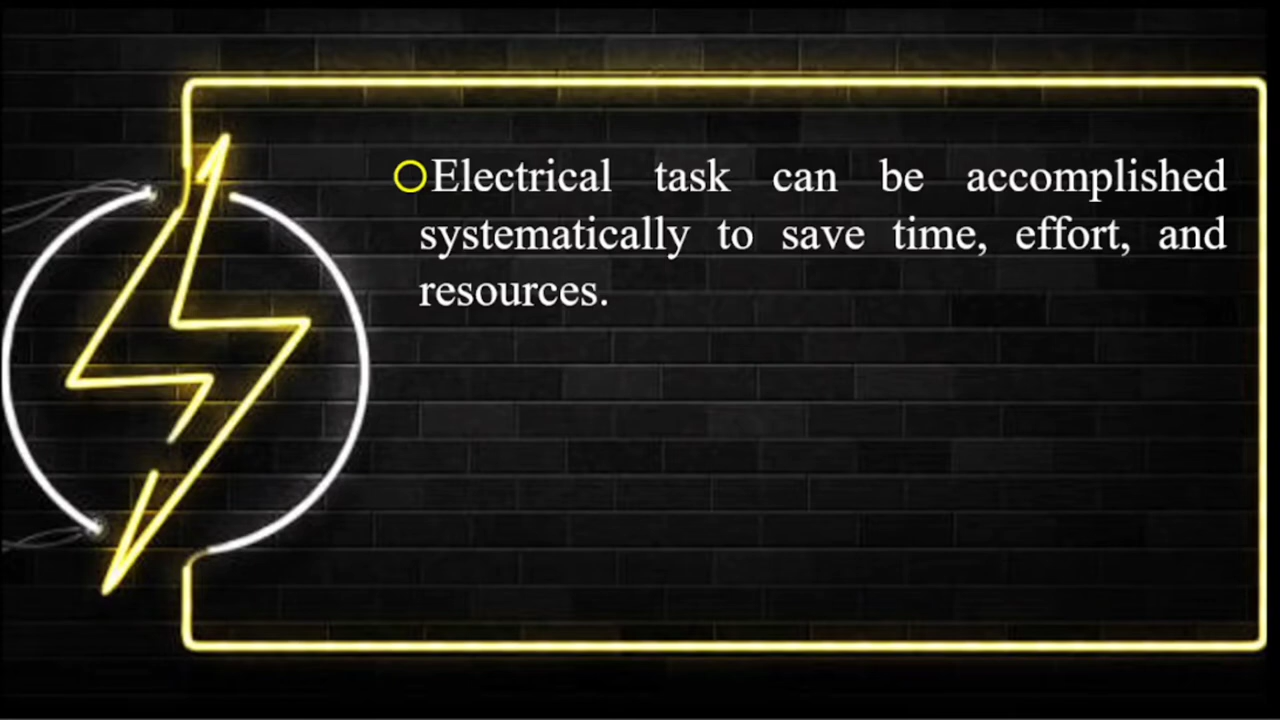 Electrical task can be accomplished
systematically to save time, effort, and
resources.